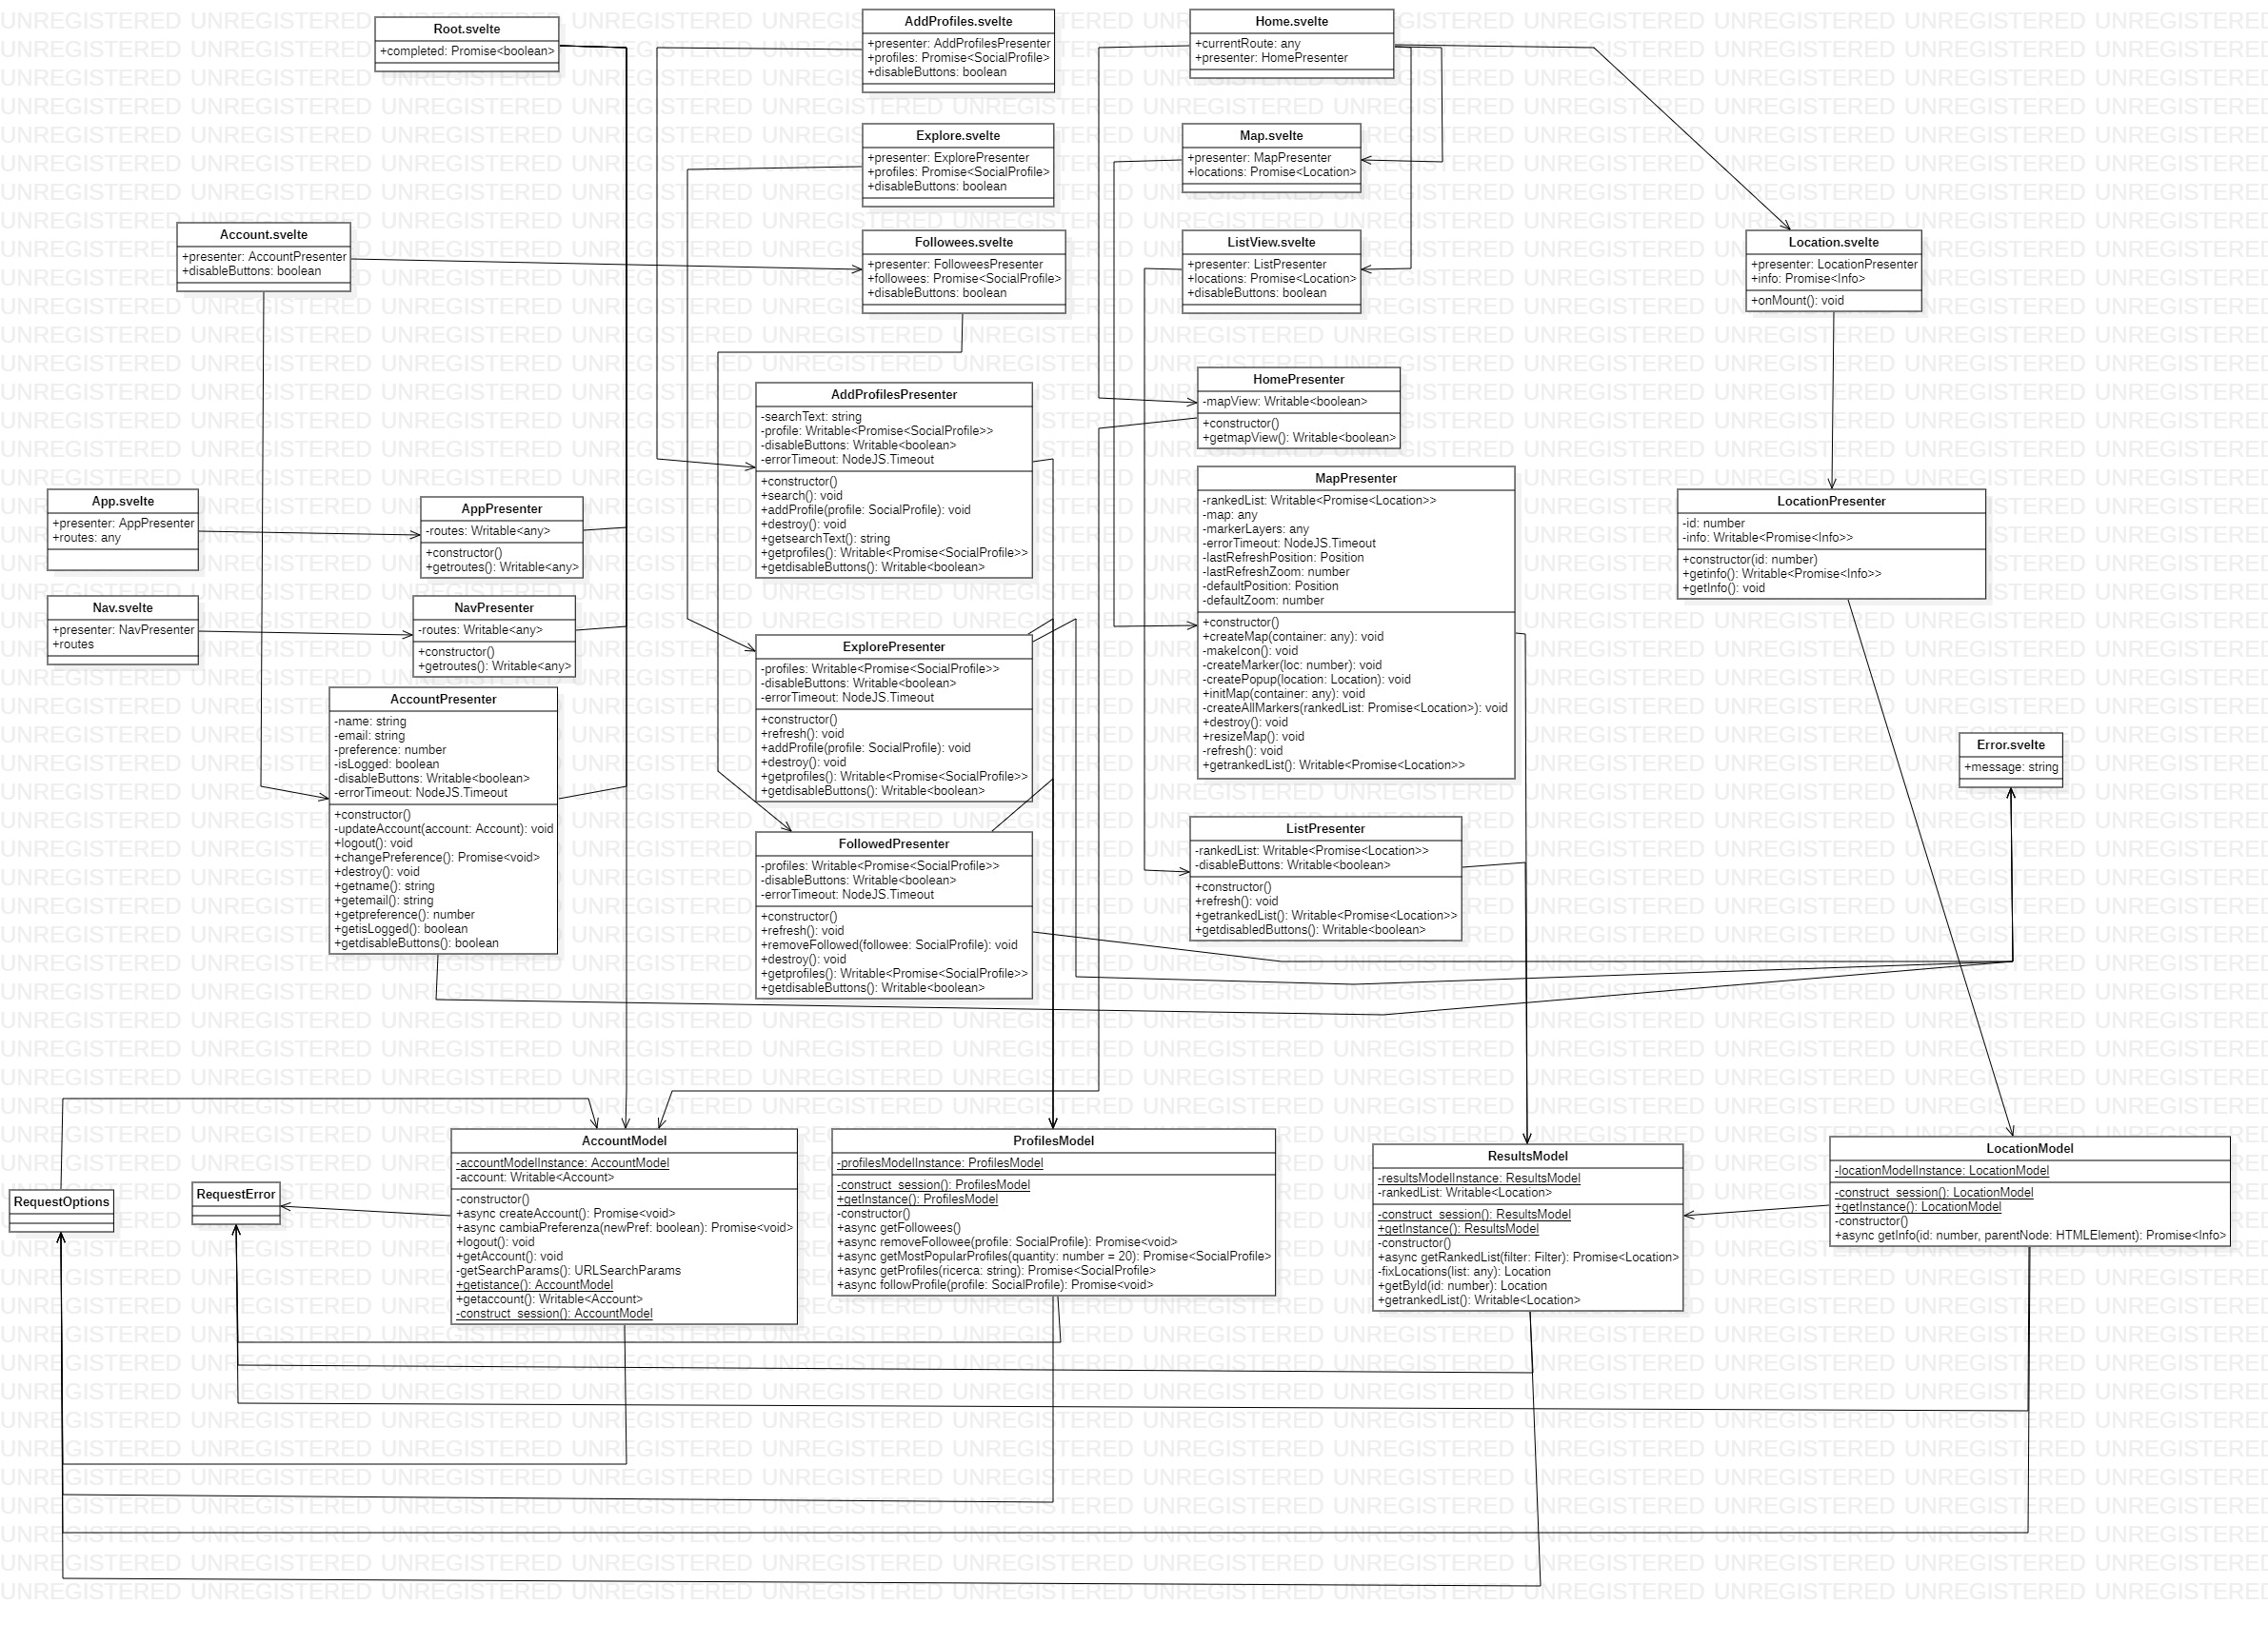 Root.svelte
+completed: Promise<boolean>
AddProfiles.svelte
+presenter: AddProfilesPresenter
+profiles: Promise<SocialProfile>
+disableButtons: boolean
Home.svelte
+currentRoute: any
+presenter: HomePresenter
Explore.svelte
+presenter: ExplorePresenter
+profiles: Promise<SocialProfile>
+disableButtons: boolean
Map.svelte
+presenter: MapPresenter
+locations: Promise<Location>
Account.svelte
+presenter: AccountPresenter
+disableButtons: boolean
Followees.svelte
+presenter: FolloweesPresenter
+followees: Promise<SocialProfile>
+disableButtons: boolean
ListView.svelte
+presenter: ListPresenter
+locations: Promise<Location>
+disableButtons: boolean
Location.svelte
+presenter: LocationPresenter
+info: Promise<Info>
+onMount(): void
AddProfilesPresenter
-searchText: string
-profile: Writable<Promise<SocialProfile>>
-disableButtons: Writable<boolean>
-errorTimeout: NodeJS.Timeout
+constructor()
+search(): void
+addProfile(profile: SocialProfile): void
+destroy(): void
+getsearchText(): string
+getprofiles(): Writable<Promise<SocialProfile>>
+getdisableButtons(): Writable<boolean>
HomePresenter
-mapView: Writable<boolean>
+constructor()
+getmapView(): Writable<boolean>
MapPresenter
-rankedList: Writable<Promise<Location>>
-map: any
-markerLayers: any
-errorTimeout: NodeJS.Timeout
-lastRefreshPosition: Position
-lastRefreshZoom: number
-defaultPosition: Position
-defaultZoom: number
+constructor()
+createMap(container: any): void
-makeIcon(): void
-createMarker(loc: number): void
-createPopup(location: Location): void
+initMap(container: any): void
-createAllMarkers(rankedList: Promise<Location>): void
+destroy(): void
+resizeMap(): void
-refresh(): void
+getrankedList(): Writable<Promise<Location>>
App.svelte
+presenter: AppPresenter
+routes: any
AppPresenter
-routes: Writable<any>
+constructor()
+getroutes(): Writable<any>
LocationPresenter
-id: number
-info: Writable<Promise<Info>>
+constructor(id: number)
+getinfo(): Writable<Promise<Info>>
+getInfo(): void
Nav.svelte
+presenter: NavPresenter
+routes
NavPresenter
-routes: Writable<any>
+constructor()
+getroutes(): Writable<any>
ExplorePresenter
-profiles: Writable<Promise<SocialProfile>>
-disableButtons: Writable<boolean>
-errorTimeout: NodeJS.Timeout
+constructor()
+refresh(): void
+addProfile(profile: SocialProfile): void
+destroy(): void
+getprofiles(): Writable<Promise<SocialProfile>>
+getdisableButtons(): Writable<boolean>
AccountPresenter
-name: string
-email: string
-preference: number
-isLogged: boolean
-disableButtons: Writable<boolean>
-errorTimeout: NodeJS.Timeout
+constructor()
-updateAccount(account: Account): void
+logout(): void
+changePreference(): Promise<void>
+destroy(): void
+getname(): string
+getemail(): string
+getpreference(): number
+getisLogged(): boolean
+getdisableButtons(): boolean
Error.svelte
+message: string
ListPresenter
-rankedList: Writable<Promise<Location>>
-disableButtons: Writable<boolean>
+constructor()
+refresh(): void
+getrankedList(): Writable<Promise<Location>>
+getdisabledButtons(): Writable<boolean>
FollowedPresenter
-profiles: Writable<Promise<SocialProfile>>
-disableButtons: Writable<boolean>
-errorTimeout: NodeJS.Timeout
+constructor()
+refresh(): void
+removeFollowed(followee: SocialProfile): void
+destroy(): void
+getprofiles(): Writable<Promise<SocialProfile>>
+getdisableButtons(): Writable<boolean>
RequestOptions
RequestError
AccountModel
-accountModelInstance: AccountModel
-account: Writable<Account>
-constructor()
+async createAccount(): Promise<void>
+async cambiaPreferenza(newPref: boolean): Promise<void>
+logout(): void
+getAccount(): void
-getSearchParams(): URLSearchParams
+getistance(): AccountModel
+getaccount(): Writable<Account>
-construct_session(): AccountModel
ProfilesModel
-profilesModelInstance: ProfilesModel
-construct_session(): ProfilesModel
+getInstance(): ProfilesModel
-constructor()
+async getFollowees()
+async removeFollowee(profile: SocialProfile): Promise<void>
+async getMostPopularProfiles(quantity: number = 20): Promise<SocialProfile>
+async getProfiles(ricerca: string): Promise<SocialProfile>
+async followProfile(profile: SocialProfile): Promise<void>
ResultsModel
-resultsModelInstance: ResultsModel
-rankedList: Writable<Location>
-construct_session(): ResultsModel
+getInstance(): ResultsModel
-constructor()
+async getRankedList(filter: Filter): Promise<Location>
-fixLocations(list: any): Location
+getById(id: number): Location
+getrankedList(): Writable<Location>
LocationModel
-locationModelInstance: LocationModel
-construct_session(): LocationModel
+getInstance(): LocationModel
-constructor()
+async getInfo(id: number, parentNode: HTMLElement): Promise<Info>